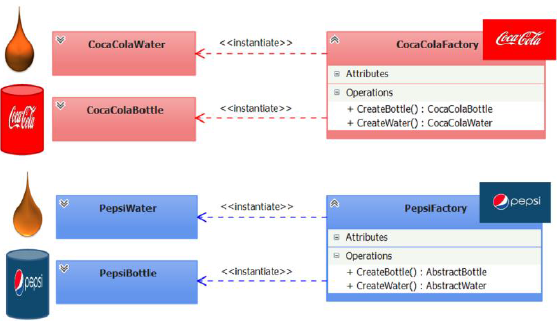 CocaColaWater
<<instantiate>>
CocaColaFactory
Coca-Cola
Attributes
Operations
Coca-Cola
CocaColaBottle
<<instantiate>>
+ CreateBottle() : CocaColaBottle
+ CreateWater() : CocaColaWater
PepsiWater
<<instantiate>>
PepsiFactory
pepsi
Attributes
Operations
pepsi
PepsiBottle
<<instantiate>>
+ CreateBottle() : AbstractBottle
+ CreateWater() : AbstractWater